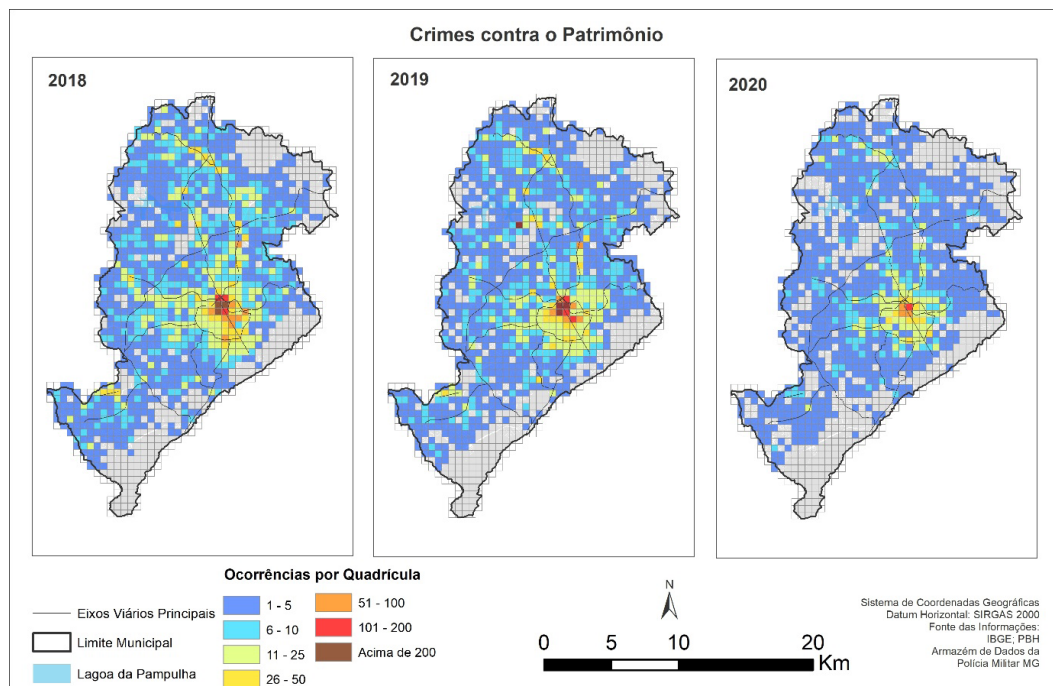 Crimes contra o Patrimônio
2018
2019
2020
Ocorrências por Quadrícula
Eixos Viários Principais
Limite Municipal
Lagoa da Pampulha
1 - 5
6 - 10
11 - 25
26 - 50
51 - 100
101 - 200
Acima de 200
N
0 5 10 20
Km
Sistema de Coordenadas Geográficas
Datum Horizontal: SIRGAS 2000
Fonte das Informações:
IBGE; PBH
Armazém de Dados da
Polícia Militar MG